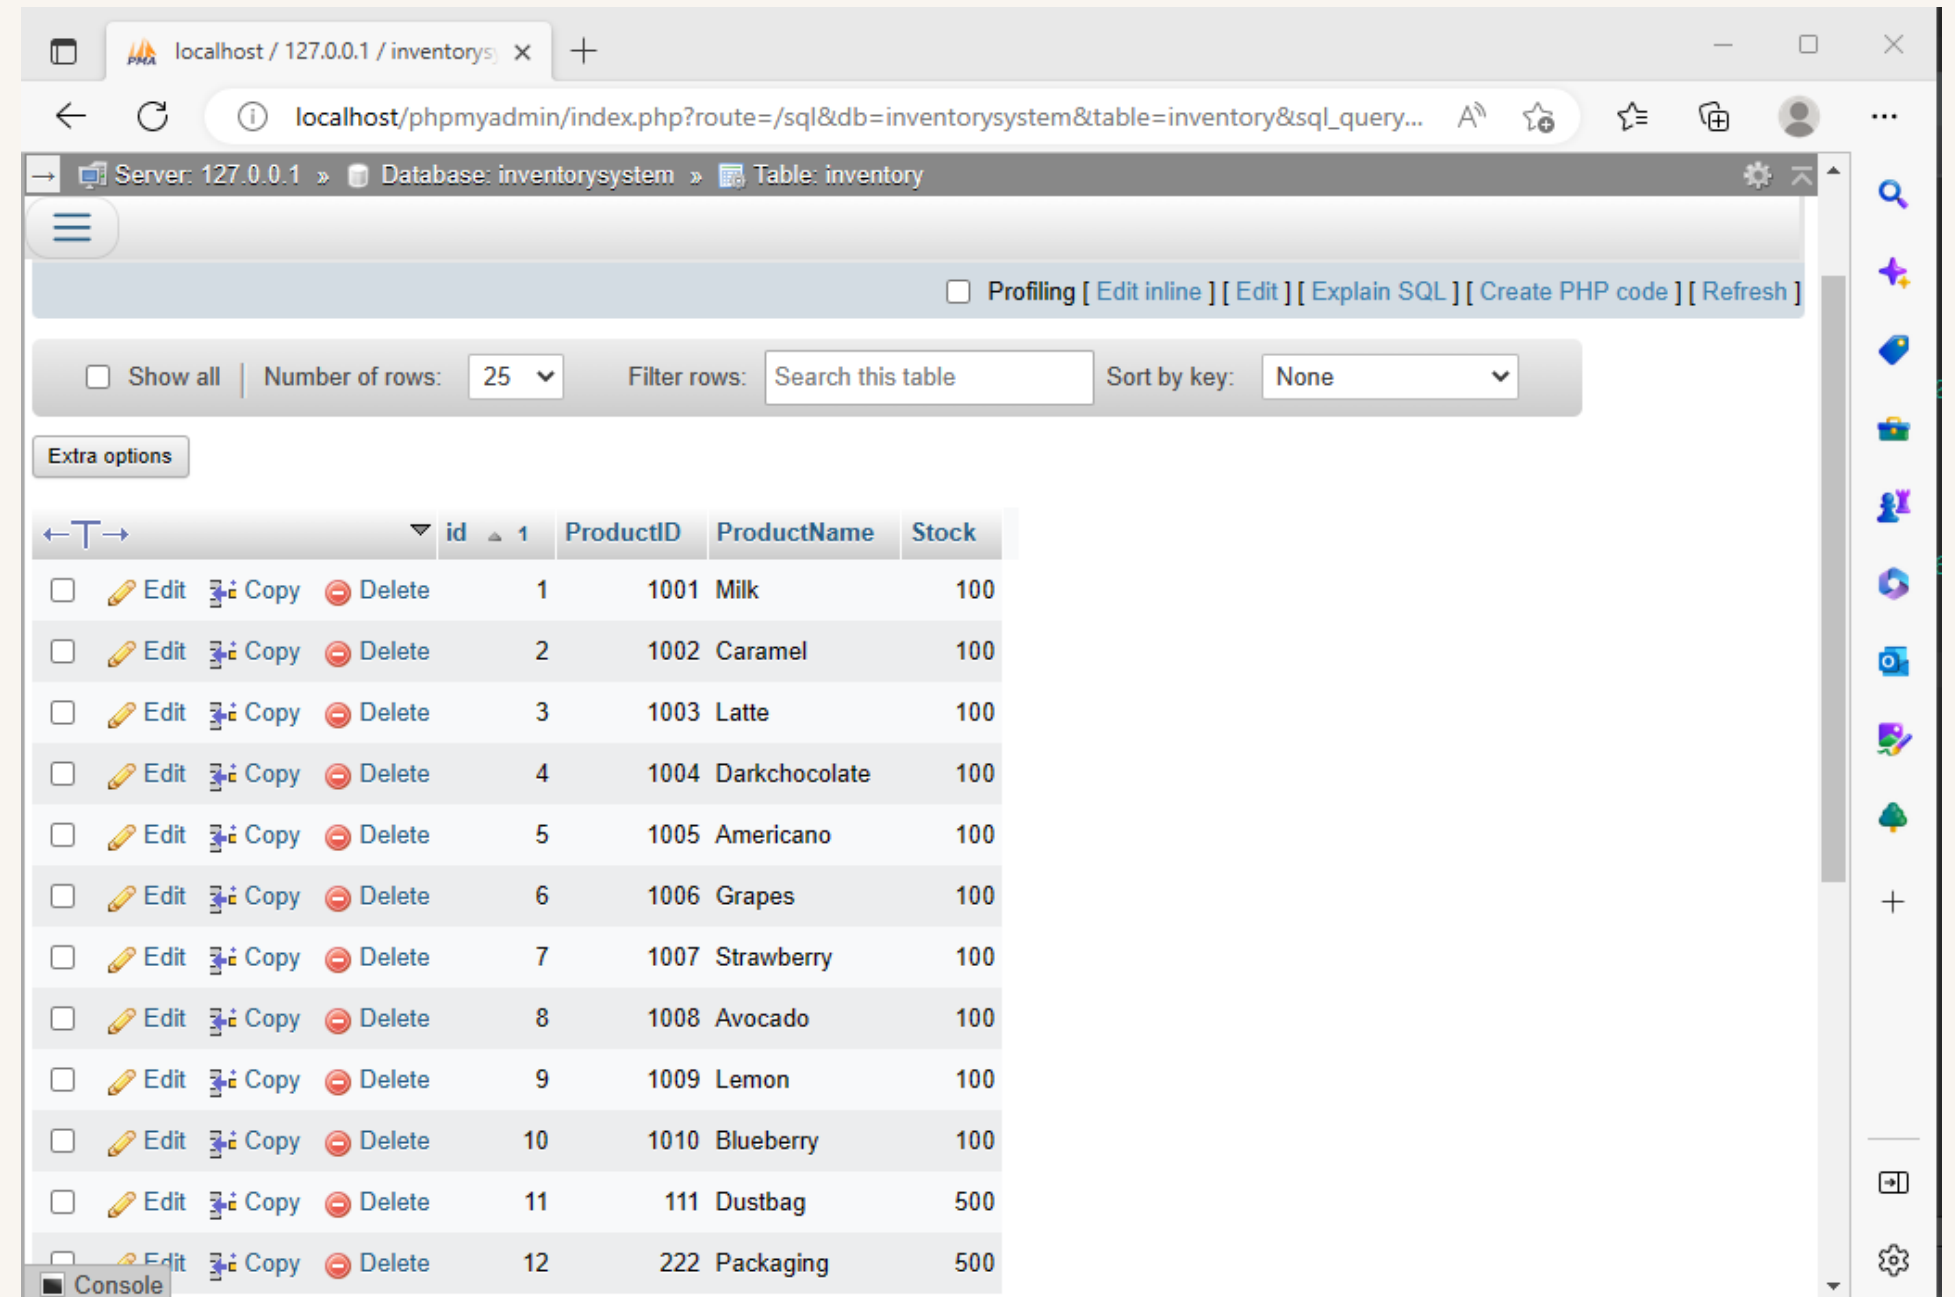 localhost / 127.0.0.1 / inventorys
localhost/phpmyadmin/index.php?route=/sql&db=inventorysystem&table=inventory&sql_query...
Server: 127.0.0.1 » Database: inventorysystem » Table: inventory
Profiling [ Edit inline ] [ Edit ] [ Explain SQL ] [ Create PHP code ] [ Refresh ]
Show all Number of rows: 25 Filter rows: Search this table Sort by key: None
Extra options
←T→ id 1 ProductID ProductName Stock
Edit Copy Delete 1 1001 Milk 100
Edit Copy Delete 2 1002 Caramel 100
Edit Copy Delete 3 1003 Latte 100
Edit Copy Delete 4 1004 Darkchocolate 100
Edit Copy Delete 5 1005 Americano 100
Edit Copy Delete 6 1006 Grapes 100
Edit Copy Delete 7 1007 Strawberry 100
Edit Copy Delete 8 1008 Avocado 100
Edit Copy Delete 9 1009 Lemon 100
Edit Copy Delete 10 1010 Blueberry 100
Edit Copy Delete 11 111 Dustbag 500
Edit Copy Delete 12 222 Packaging 500
Console